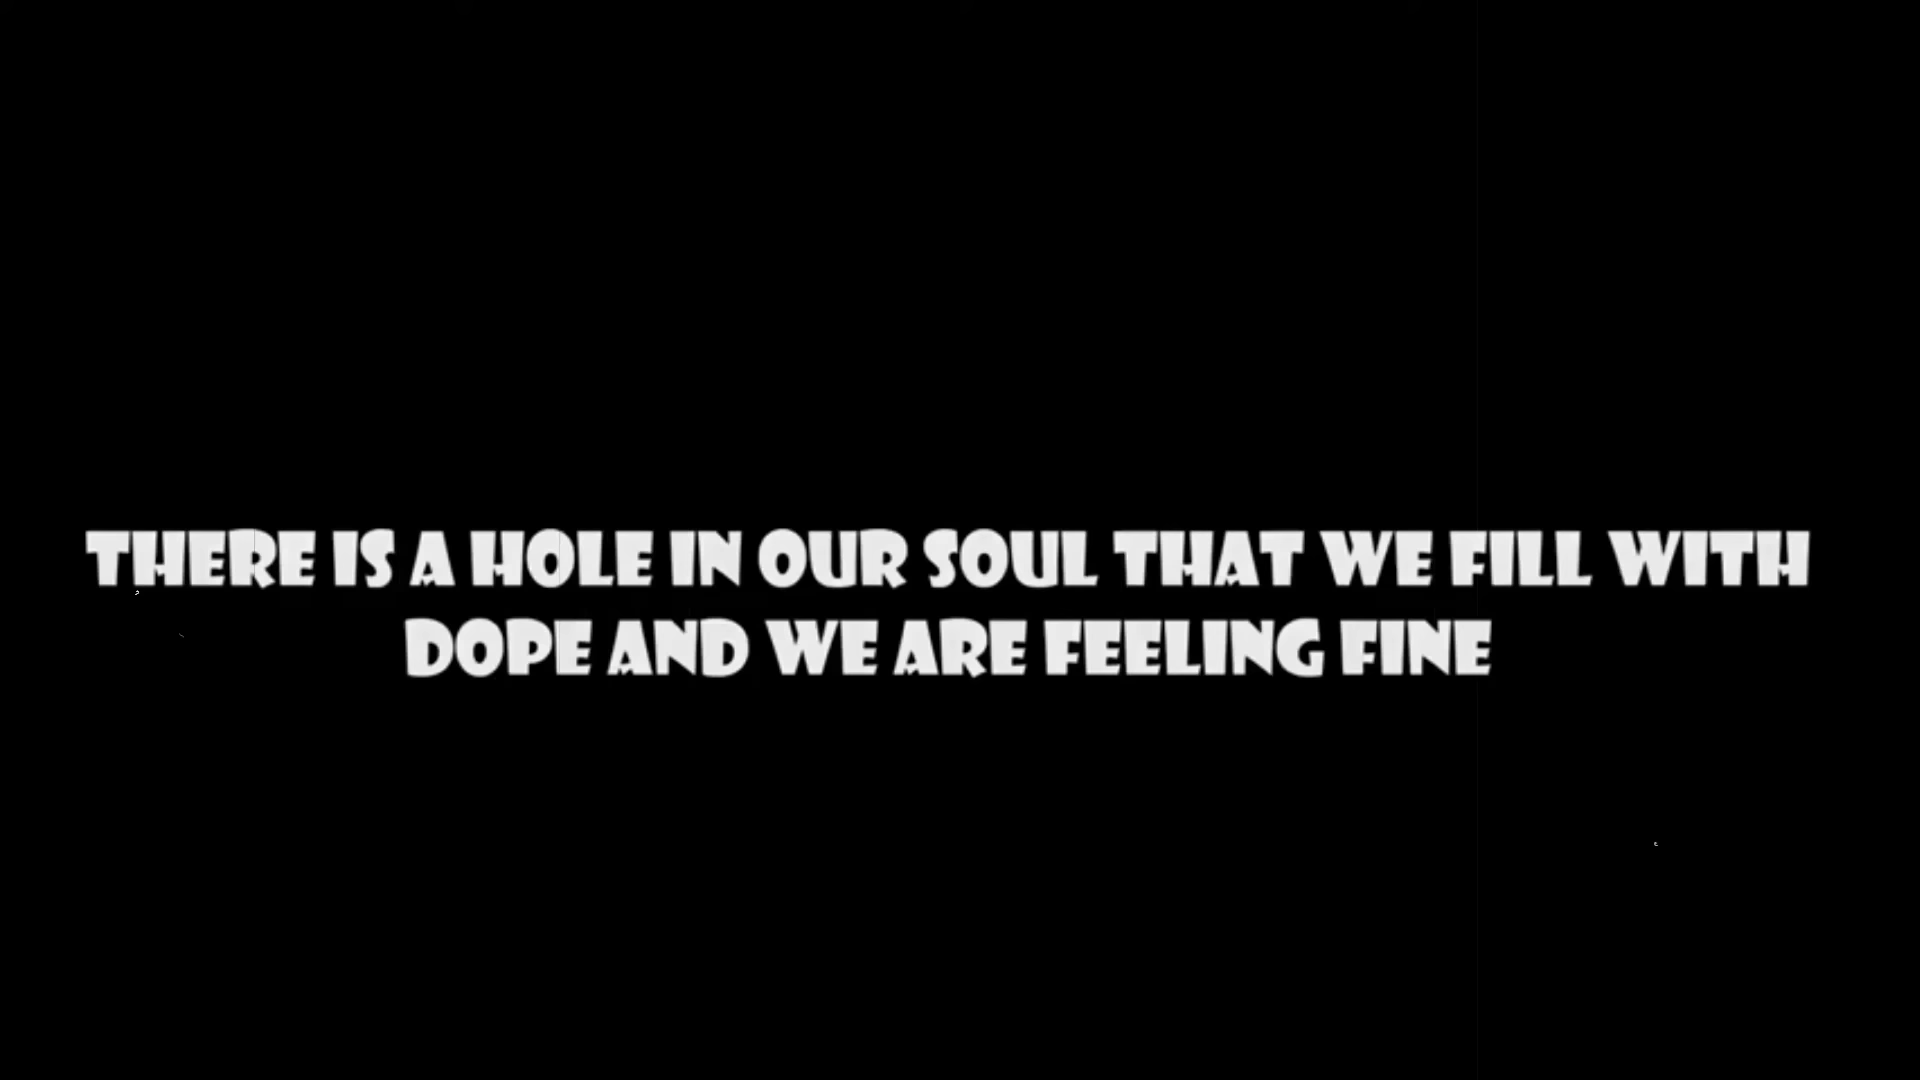 THERE IS A HOLE IN OUR SOUL THAT WE FILL WITH
DOPE AND WE ARE FEELING FINE